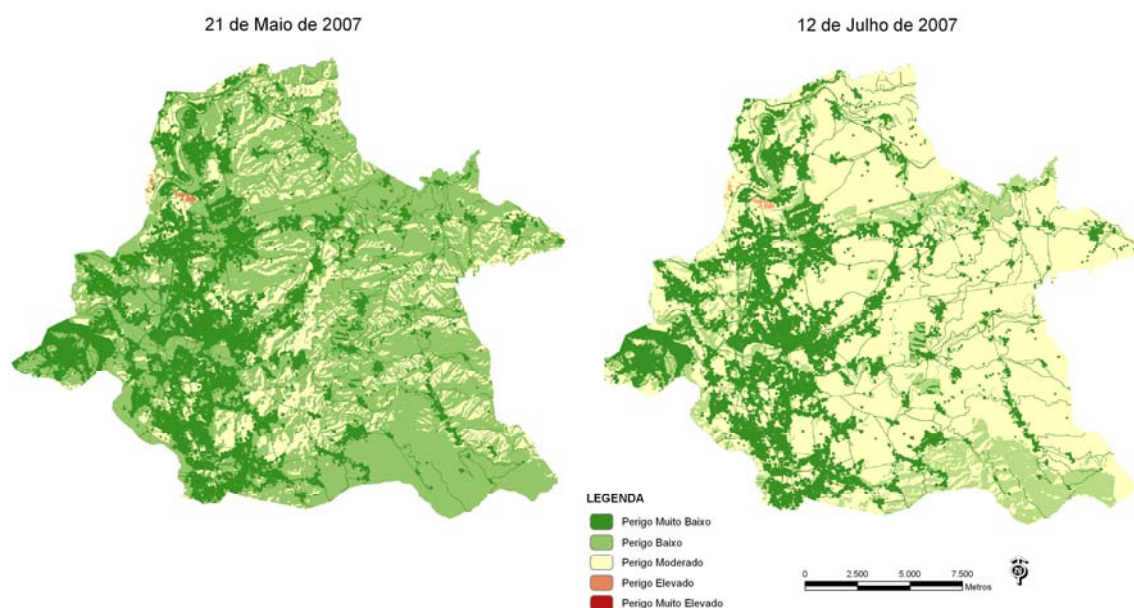 21 de Maio de 2007
12 de Julho de 2007
LEGENDA
Perigo Muito Baixo
Perigo Baixo
Perigo Moderado
Perigo Elevado
Perigo Muito Elevado
0 2.500 5.000 7.500
Metros
N